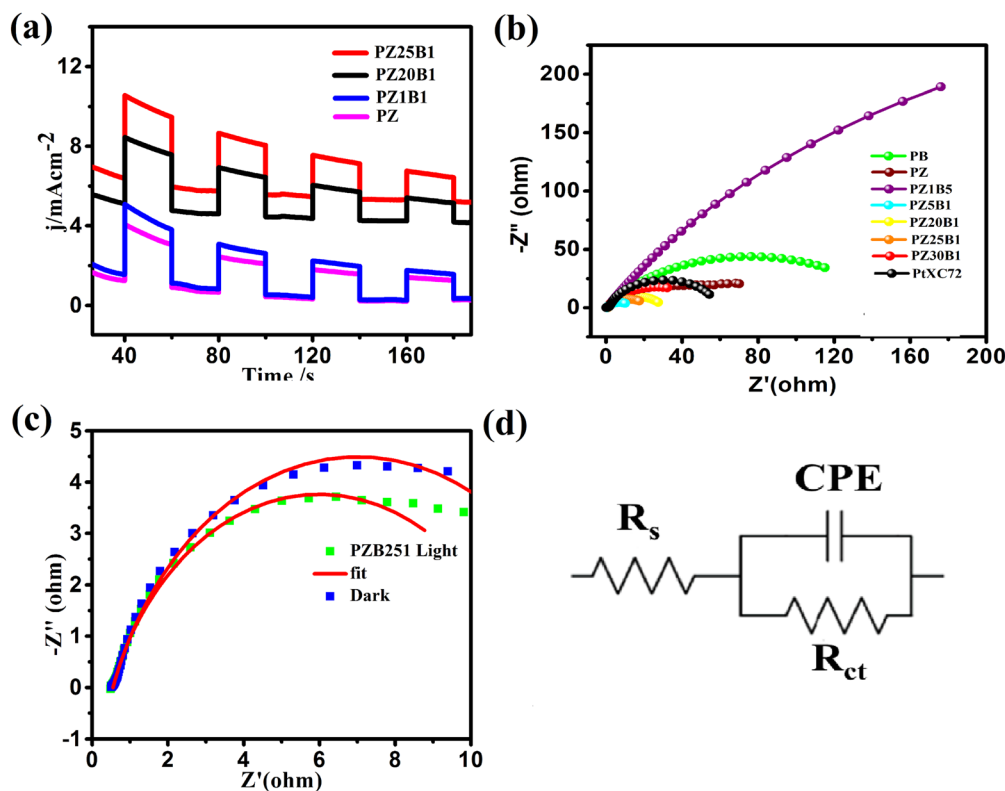 (a)
12
8
4
0
j/mAcm-2
40
80
120
160
Time /s
PZ25B1
PZ20B1
PZ1B1
PZ
(b)
200
150
100
50
0
-Z" (ohm)
0
40
80
120
160
200
Z'(ohm)
PB
PZ
PZ1B5
PZ5B1
PZ20B1
PZ25B1
PZ30B1
PtXC72
(c)
5
4
3
2
1
0
-1
-Z" (ohm)
0
2
4
6
8
10
Z'(ohm)
PZB251 Light
fit
Dark
(d)
CPE
Rs
Rct